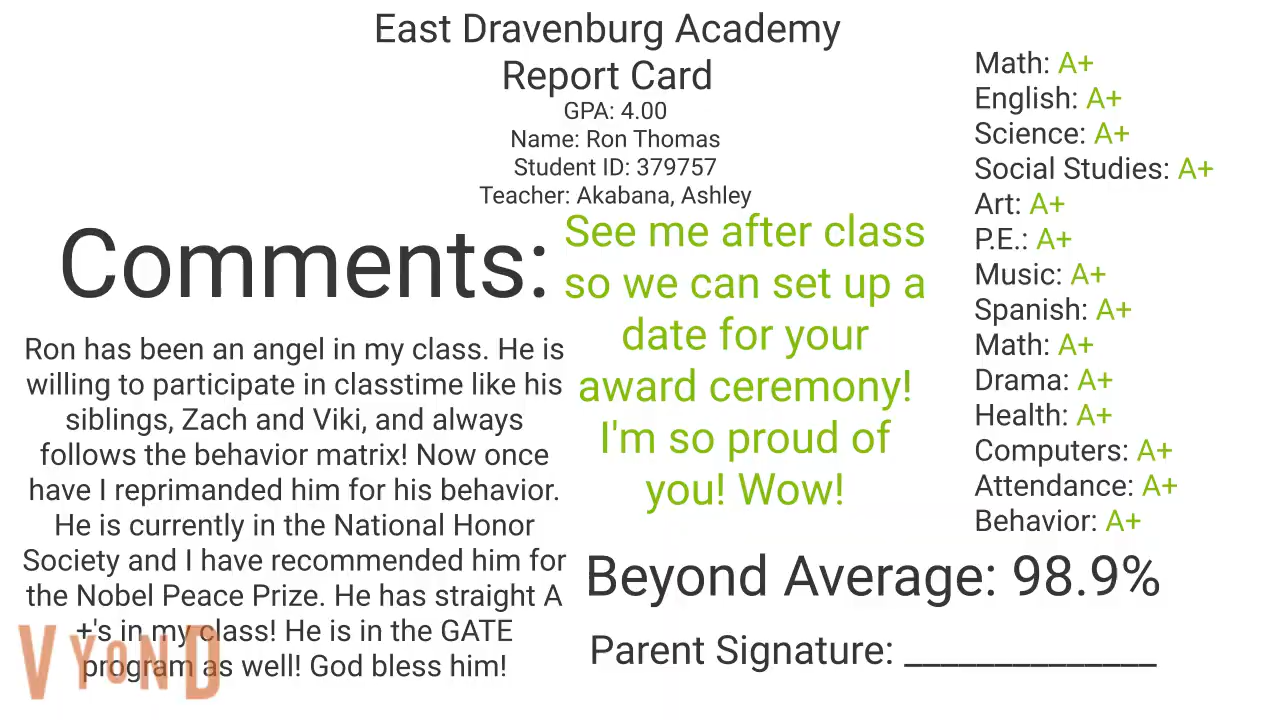 East Dravenburg Academy
Report Card
GPA: 4.00
Name: Ron Thomas
Student ID: 379757
Teacher: Akabana, Ashley
Comments:
Ron has been an angel in my class. He is
willing to participate in classtime like his
siblings, Zach and Viki, and always
follows the behavior matrix! Now once
have I reprimanded him for his behavior.
He is currently in the National Honor
Society and I have recommended him for
the Nobel Peace Prize. He has straight A
+'s in my class! He is in the GATE
program as well! God bless him!
VYOND
See me after class
so we can set up a
date for your
award ceremony!
I'm so proud of
you! Wow!
Math: A+
English: A+
Science: A+
Social Studies: A+
Art: A+
P.E.: A+
Music: A+
Spanish: A+
Math: A+
Drama: A+
Health: A+
Computers: A+
Attendance: A+
Behavior: A+
Beyond Average: 98.9%
Parent Signature: ______________